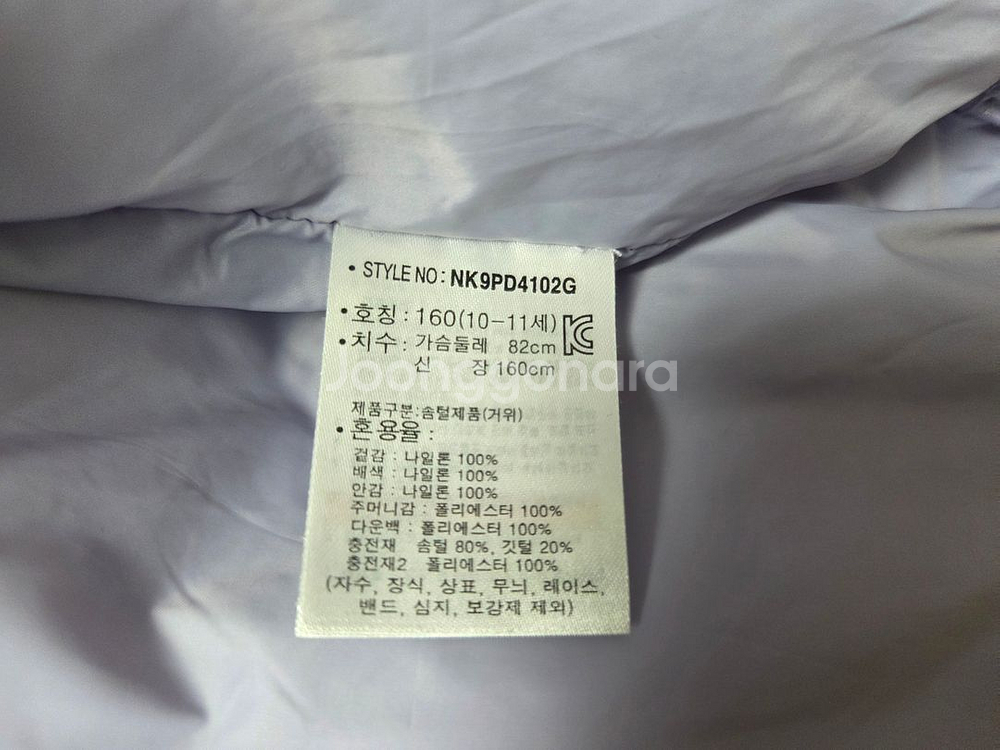 • STYLE NO : NK9PD4102G
• 호칭 : 160(10-11세)
• 치수 : 가슴둘레 82cm
신 장 160cm
Joonggonara
제품구분:솜털제품(거위)
• 혼용율 :
겉감 : 나일론 100%
배색 : 나일론 100%
안감 : 나일론 100%
주머니감 : 폴리에스터 100%
다운백 : 폴리에스터 100%
충전재 솜털 80%, 깃털 20%
충전재2 폴리에스터 100%
(자수, 장식, 상표, 무늬, 레이스,
밴드, 심지, 보강제 제외)